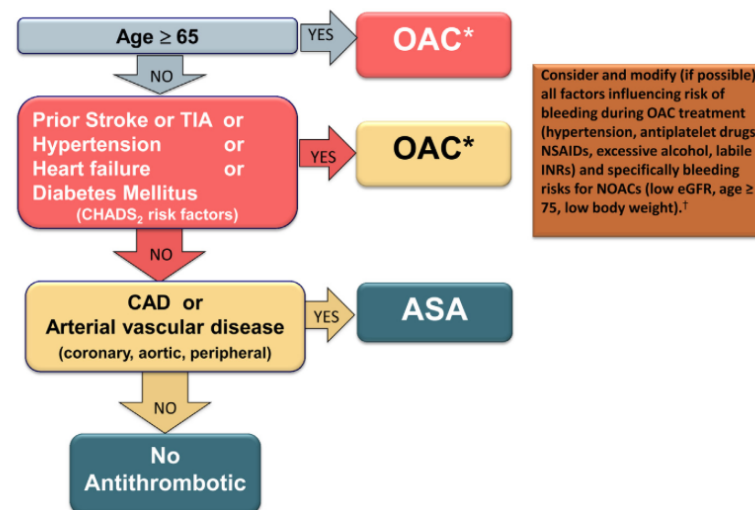 Age ≥ 65
YES
OAC*
NO
Prior Stroke or TIA or
Hypertension or
Heart failure or
Diabetes Mellitus
(CHADS₂ risk factors)
YES
OAC*
Consider and modify (if possible)
all factors influencing risk of
bleeding during OAC treatment
(hypertension, antiplatelet drugs
NSAIDs, excessive alcohol, labile
INRs) and specifically bleeding
risks for NOACs (low eGFR, age ≥
75, low body weight).†
NO
CAD or
Arterial vascular disease
(coronary, aortic, peripheral)
YES
ASA
NO
No
Antithrombotic